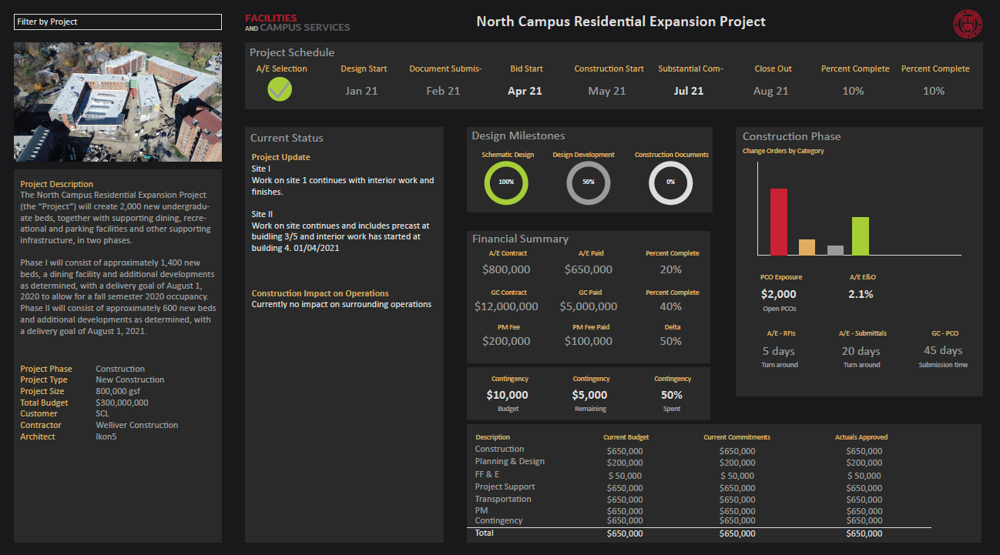 Filter by Project
FACILITIES
AND CAMPUS SERVICES
North Campus Residential Expansion Project
Project Schedule
A/E Selection Design Start Document Submis- Bid Start Construction Start Substantial Com- Close Out Percent Complete Percent Complete
Jan 21 Feb 21 Apr 21 May 21 Jul 21 Aug 21 10% 10%
Project Description
The North Campus Residential Expansion Project
(the “Project”) will create 2,000 new undergradu-
ate beds, together with supporting dining, recre-
ational and parking facilities and other supporting
infrastructure, in two phases.
Phase I will consist of approximately 1,400 new
beds, a dining facility and additional developments
as determined, with a delivery goal of August 1,
2020 to allow for a fall semester 2020 occupancy.
Phase II will consist of approximately 600 new beds
and additional developments as determined, with
a delivery goal of August 1, 2021.
Project Phase Construction
Project Type New Construction
Project Size 800,000 gsf
Total Budget $300,000,000
Customer SCL
Contractor Welliver Construction
Architect Ikon5
Current Status
Project Update
Site I
Work on site 1 continues with interior work and
finishes.
Site II
Work on site continues and includes precast at
buidling 3/5 and interior work has started at
building 4. 01/04/2021
Construction Impact on Operations
Currently no impact on surrounding operations
Design Milestones
Schematic Design Design Development Construction Documents
100% 50% 0%
Financial Summary
A/E Contract A/E Paid Percent Complete
$800,000 $650,000 20%
GC Contract GC Paid Percent Complete
$12,000,000 $5,000,000 40%
PM Fee PM Fee Paid Delta
$200,000 $100,000 50%
Contingency Contingency Contingency
$10,000 $5,000 50%
Budget Remaining Spent
Construction Phase
Change Orders by Category
PCO Exposure A/E E&O
$2,000 2.1%
Open PCOs
A/E - RFIs A/E - Submittals GC - PCO
5 days 20 days 45 days
Turn around Turn around Submission time
Description Current Budget Current Commitments Actuals Approved
Construction $650,000 $650,000 $650,000
Planning & Design $200,000 $200,000 $200,000
FF & E $ 50,000 $ 50,000 $ 50,000
Project Support $650,000 $650,000 $650,000
Transportation $650,000 $650,000 $650,000
PM $650,000 $650,000 $650,000
Contingency $650,000 $650,000 $650,000
Total $650,000 $650,000 $650,000